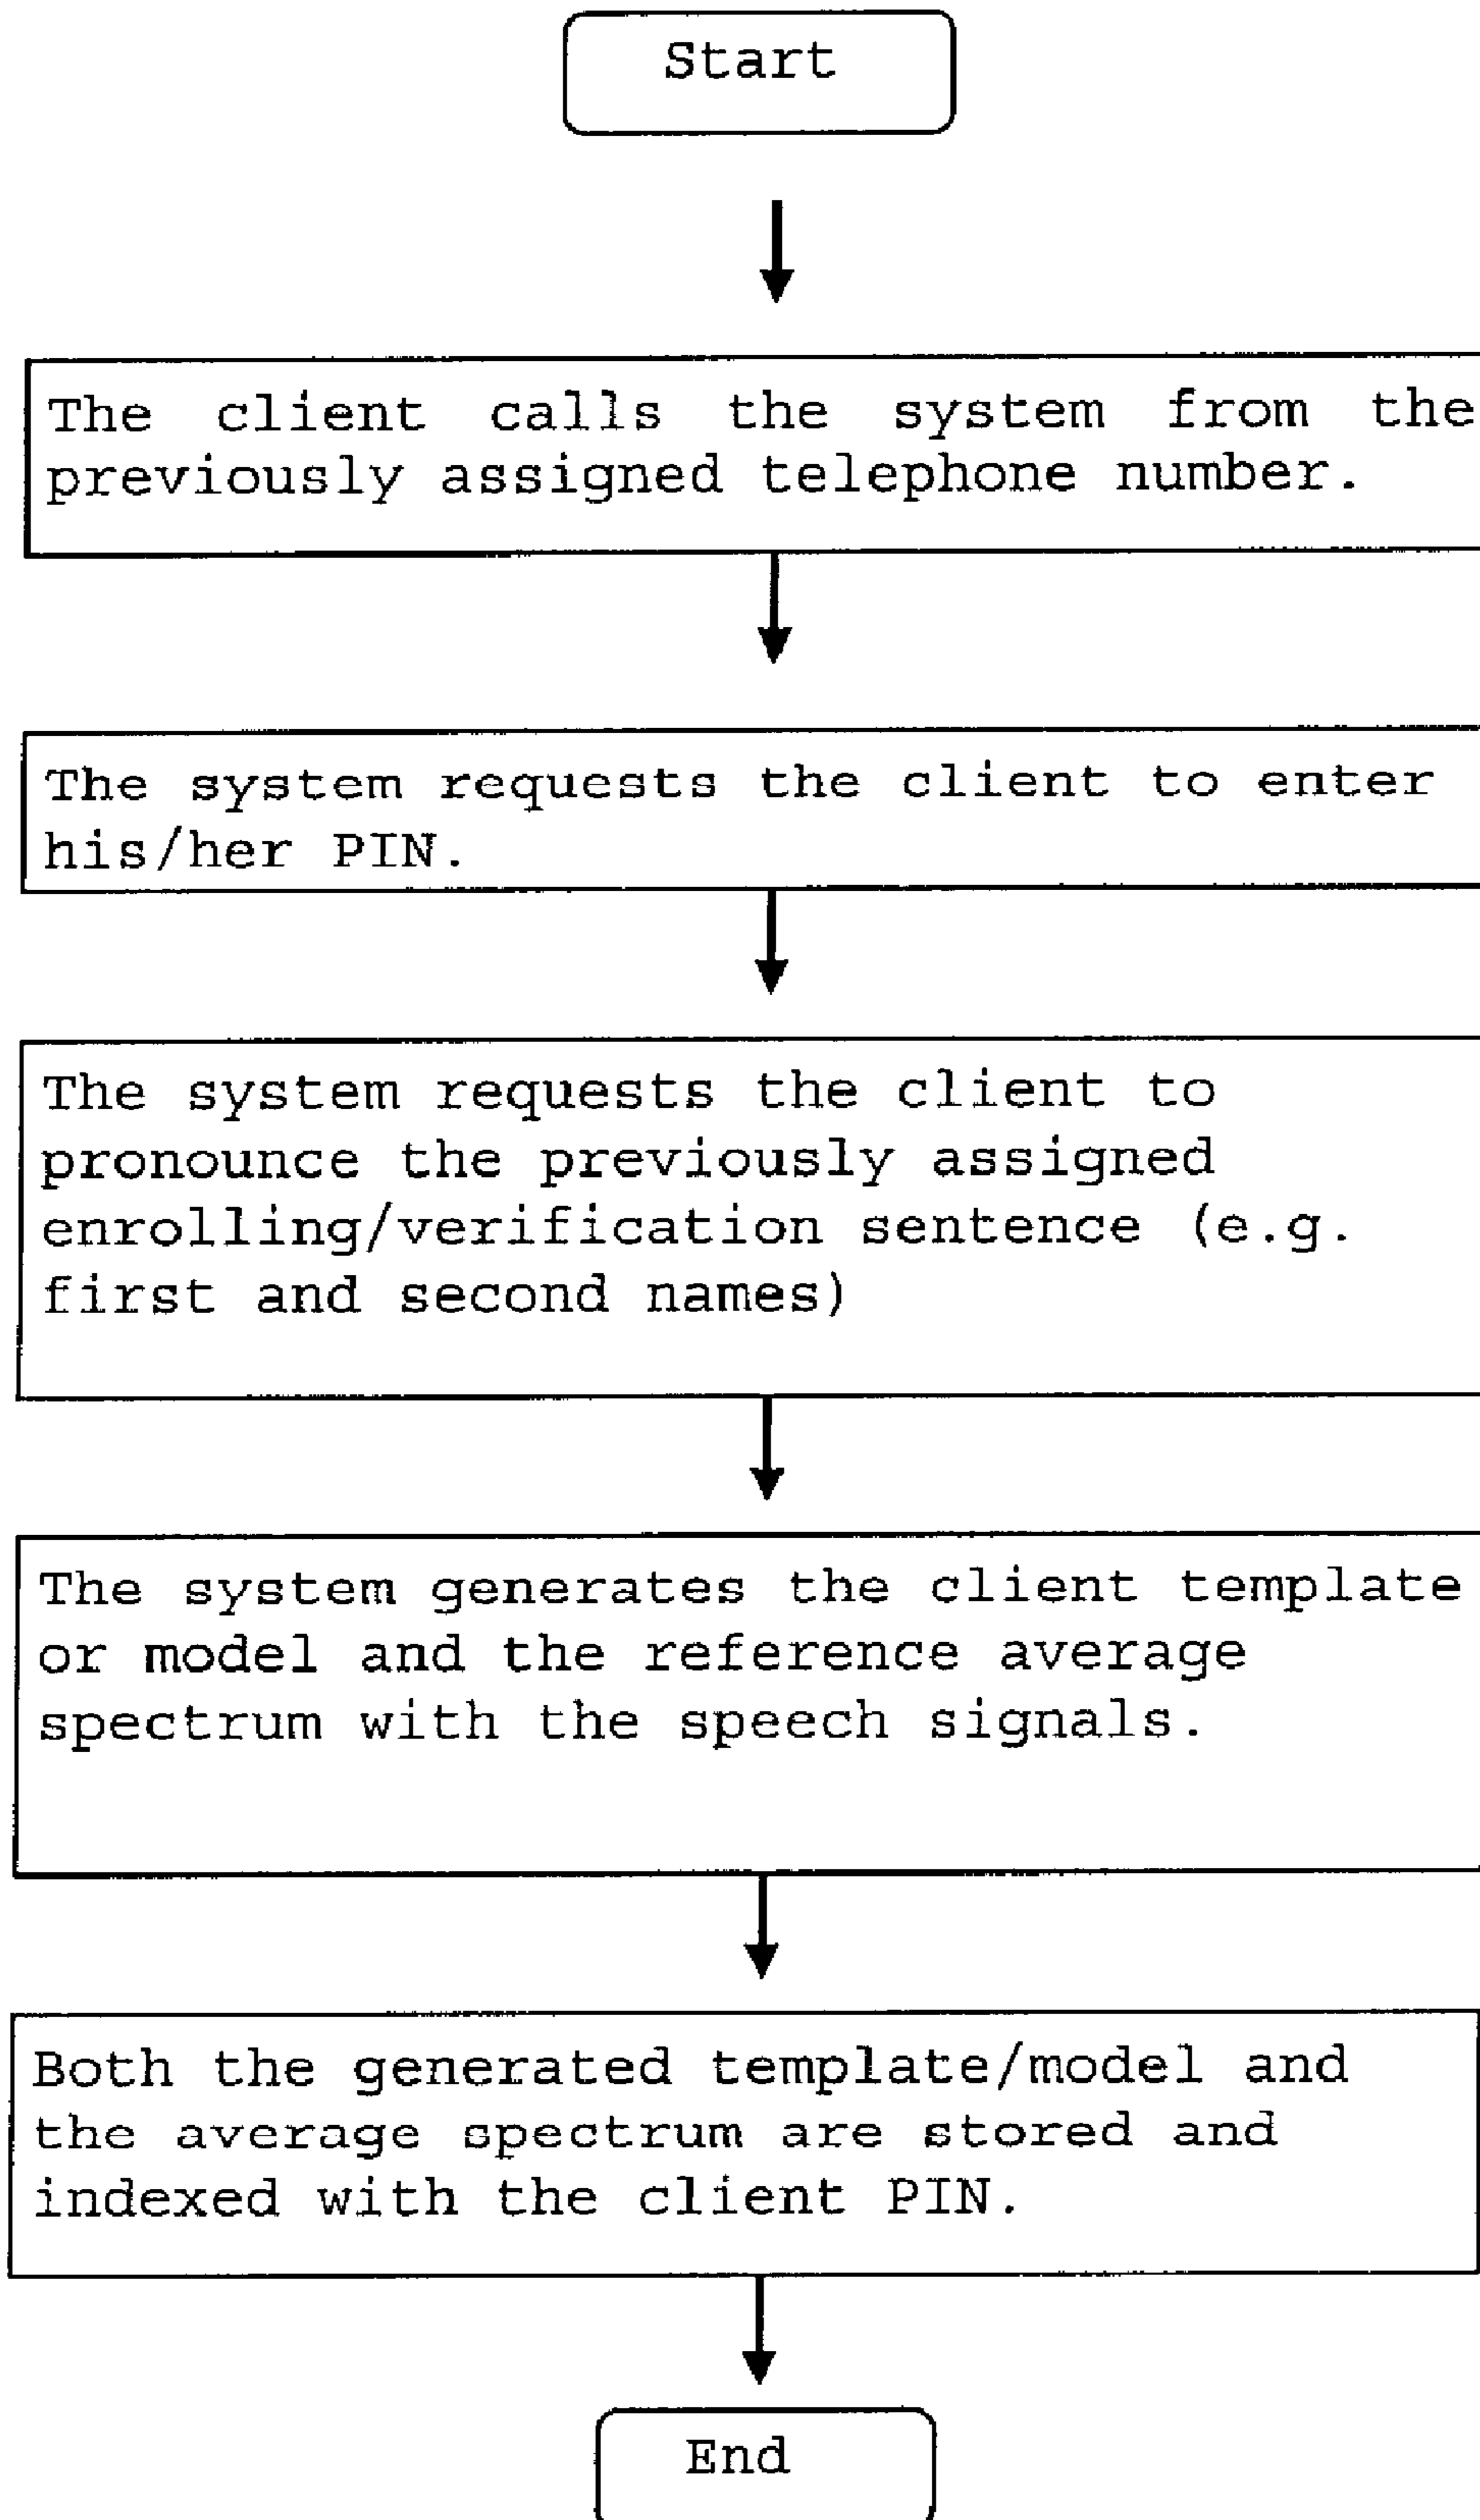 Start
The client calls the system from the
previously assigned telephone number.
The system requests the client to enter
his/her PIN.
The system requests the client to
pronounce the previously assigned
enrolling/verification sentence (e.g.
first and second names)
The system generates the client template
or model and the reference average
spectrum with the speech signals.
Both the generated template/model and
the average spectrum are stored and
indexed with the client PIN.
End